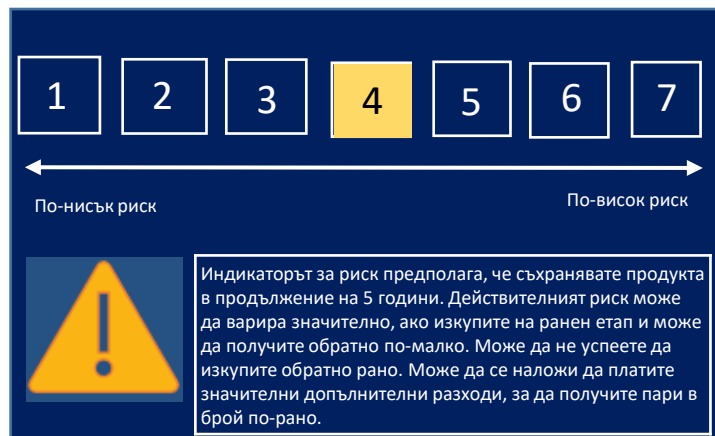 1 2 3 4 5 6 7
По-нисък риск
По-висок риск
Индикаторът за риск предполага, че съхранявате продукта
в продължение на 5 години. Действителният риск може
да варира значително, ако изкупите на ранен етап и може
да получите обратно по-малко. Може да не успеете да
изкупите обратно рано. Може да се наложи да платите
значителни допълнителни разходи, за да получите пари в
брой по-рано.